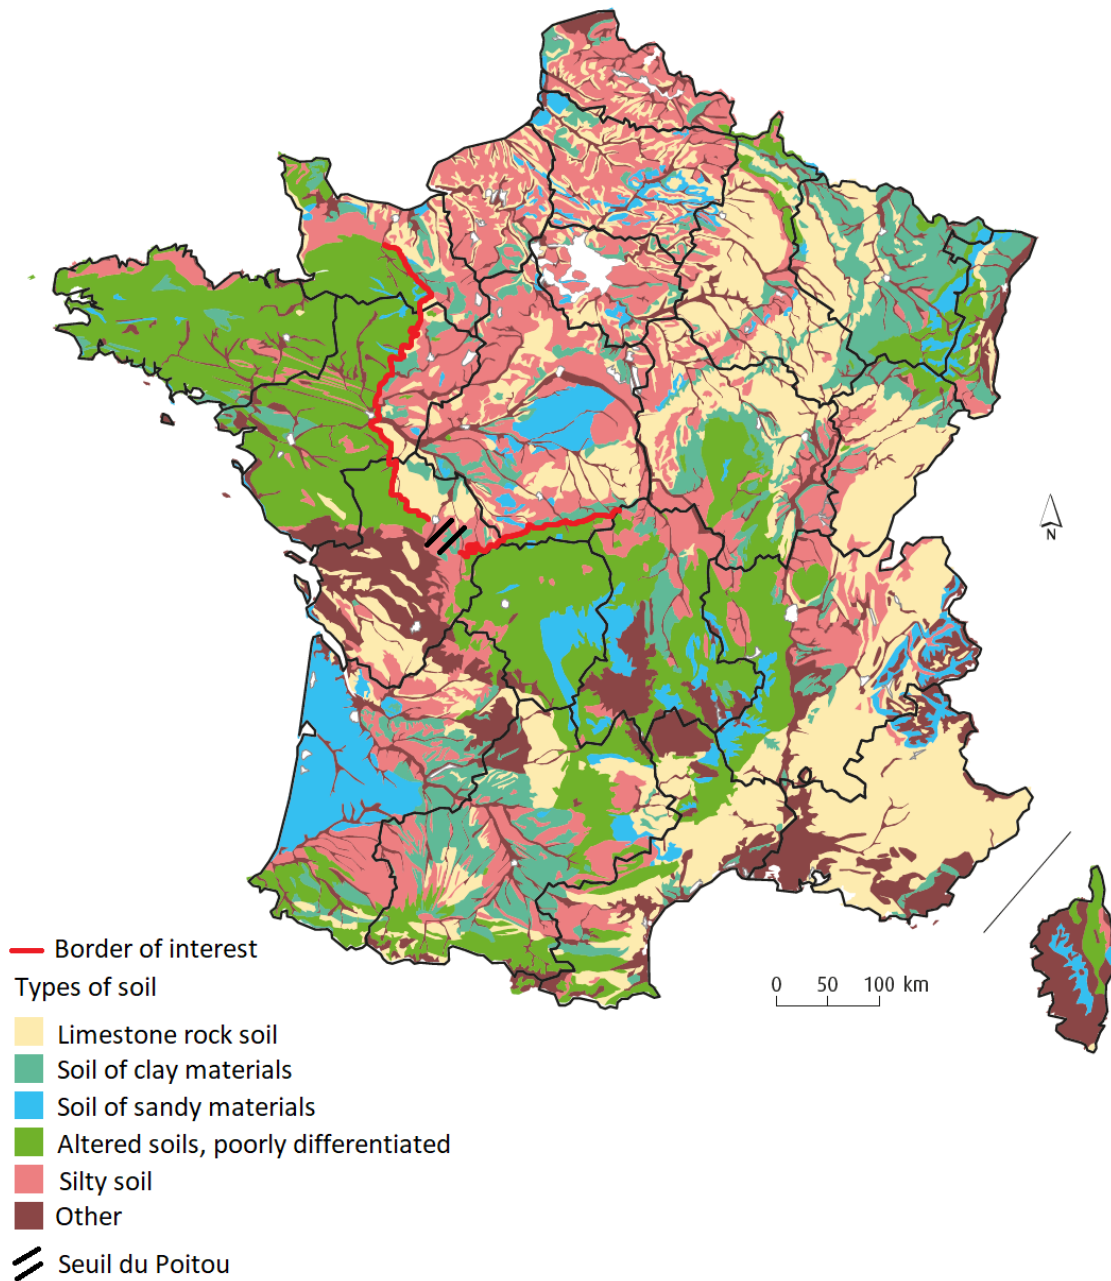 N
0 50 100 km
Border of interest
Types of soil
Limestone rock soil
Soil of clay materials
Soil of sandy materials
Altered soils, poorly differentiated
Silty soil
Other
Seuil du Poitou